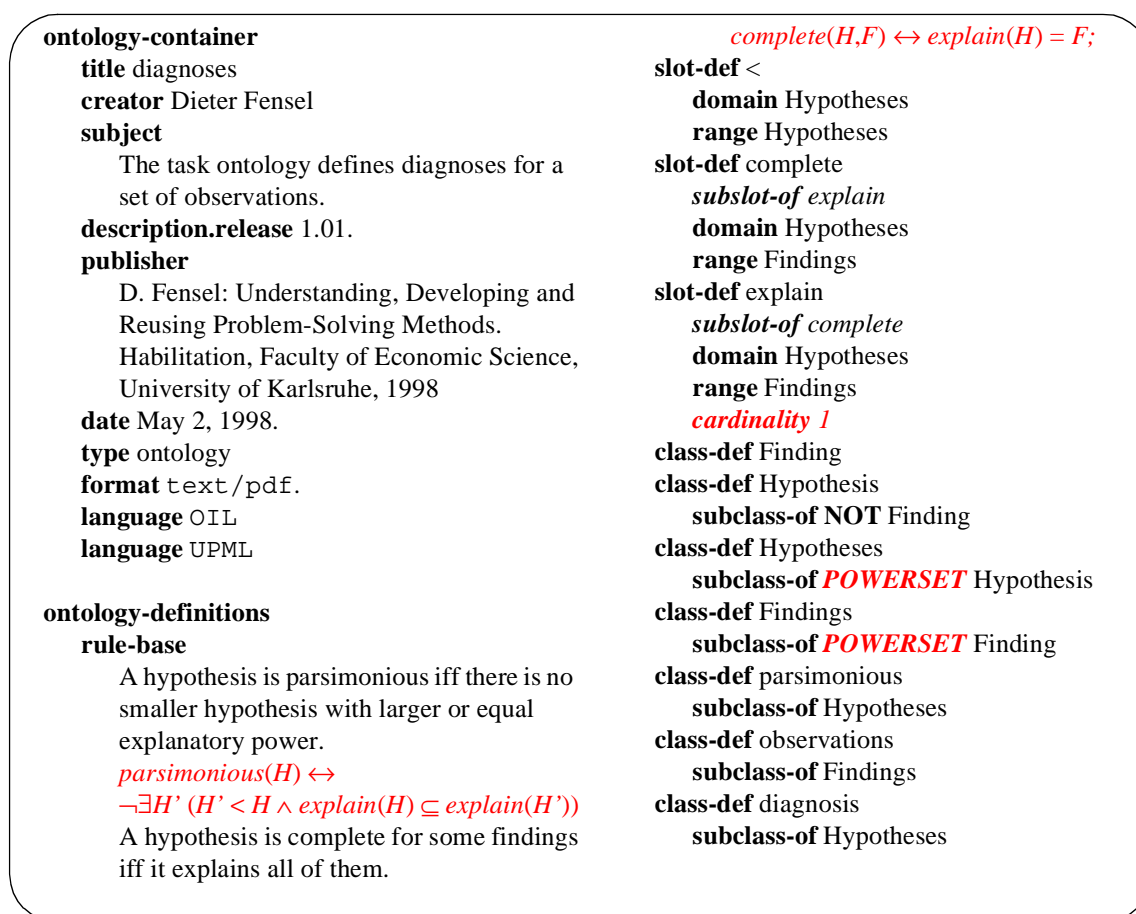 ontology-container
title diagnoses
creator Dieter Fensel
subject
The task ontology defines diagnoses for a
set of observations.
description.release 1.01.
publisher
D. Fensel: Understanding, Developing and
Reusing Problem-Solving Methods.
Habilitation, Faculty of Economic Science,
University of Karlsruhe, 1998
date May 2, 1998.
type ontology
format text/pdf.
language OIL
language UPML
ontology-definitions
rule-base
A hypothesis is parsimonious iff there is no
smaller hypothesis with larger or equal
explanatory power.
parsimonious(H) ↔
¬∃H’ (H’ < H ∧ explain(H) ⊆ explain(H’))
A hypothesis is complete for some findings
iff it explains all of them.
complete(H,F) ↔ explain(H) = F;
slot-def <
domain Hypotheses
range Hypotheses
slot-def complete
subslot-of explain
domain Hypotheses
range Findings
slot-def explain
subslot-of complete
domain Hypotheses
range Findings
cardinality 1
class-def Finding
class-def Hypothesis
subclass-of NOT Finding
class-def Hypotheses
subclass-of POWERSET Hypothesis
class-def Findings
subclass-of POWERSET Finding
class-def parsimonious
subclass-of Hypotheses
class-def observations
subclass-of Findings
class-def diagnosis
subclass-of Hypotheses